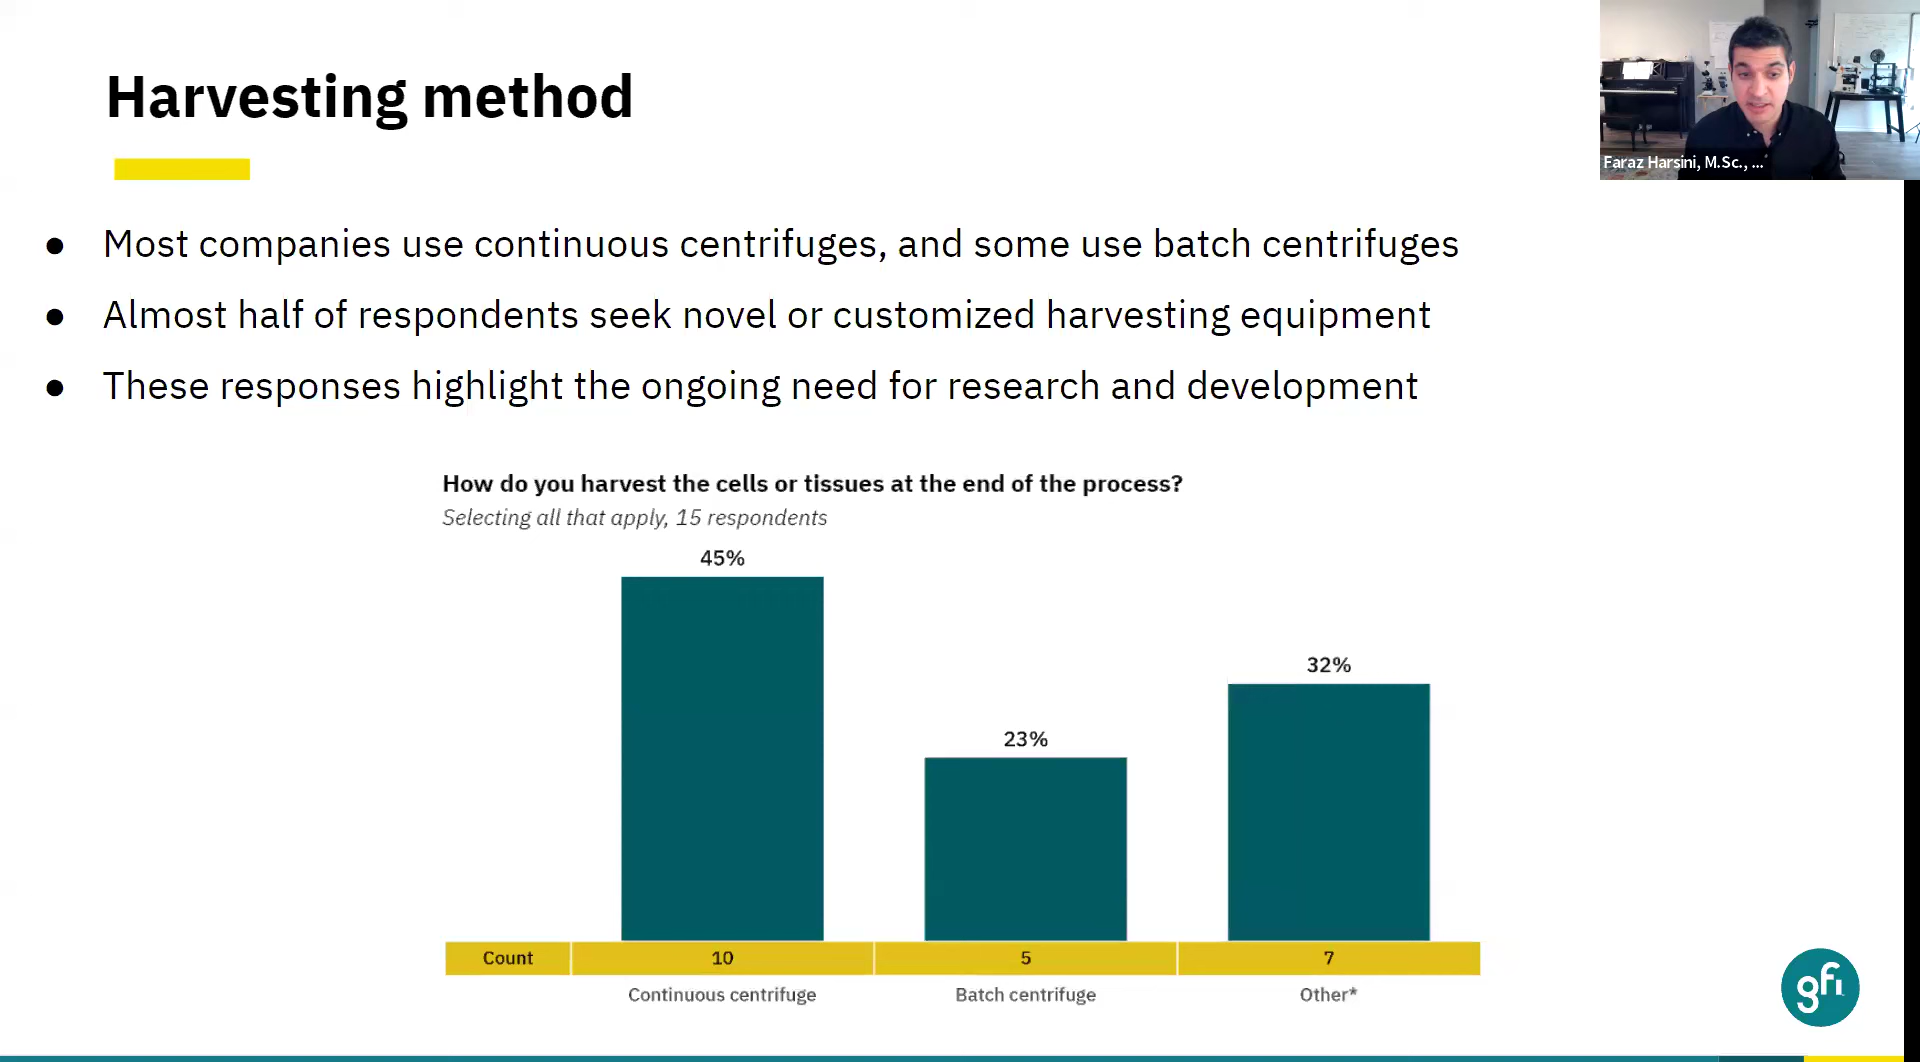 Harvesting method
Faraz Harsini, M.Sc., ...
● Most companies use continuous centrifuges, and some use batch centrifuges
● Almost half of respondents seek novel or customized harvesting equipment
● These responses highlight the ongoing need for research and development
How do you harvest the cells or tissues at the end of the process?
Selecting all that apply, 15 respondents
45%
23%
32%
Count 10 5 7
Continuous centrifuge Batch centrifuge Other*
gfi